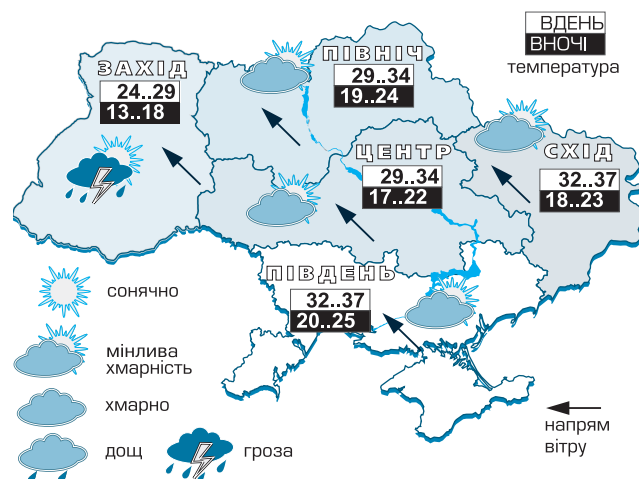 ВДЕНЬ
ВНОЧІ
температура
ЗАХІД
24..29
13..18
ПІВНІЧ
29..34
19..24
ЦЕНТР
29..34
17..22
СХІД
32..37
18..23
ПІВДЕНЬ
32..37
20..25
сонячно
мінлива
хмарність
хмарно
дощ
гроза
напрям
вітру